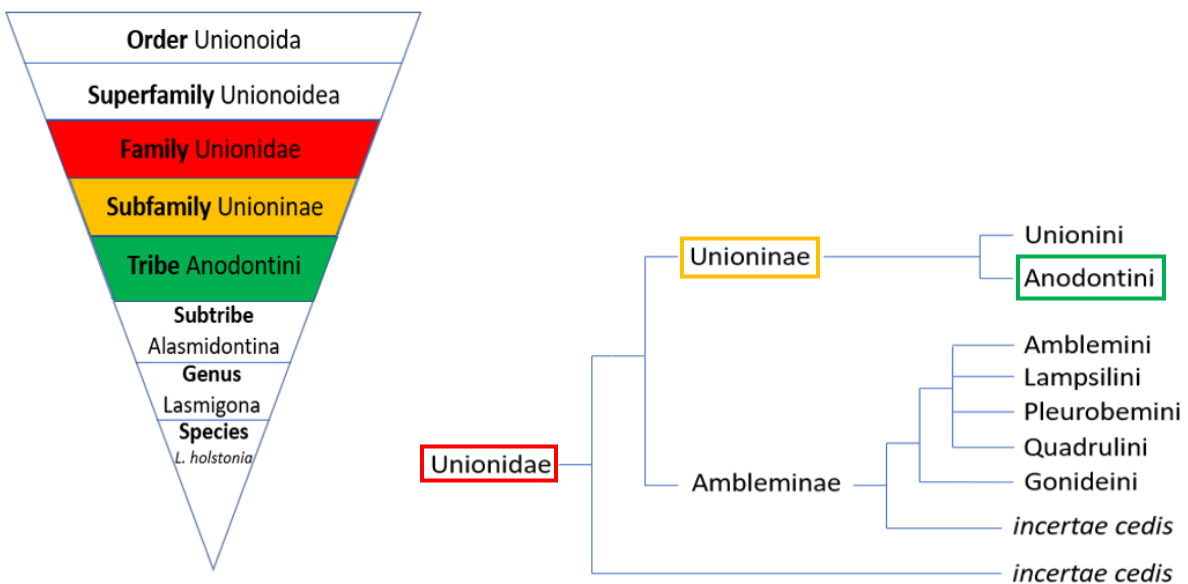 Order Unionoida
Superfamily Unionoidea
Family Unionidae
Subfamily Unioninae
Tribe Anodontini
Subtribe
Alasmidontina
Genus
Lasmigona
Species
L. holstonia
Unionidae
Unioninae
Unionini
Anodontini
Ambleminae
Amblemini
Lampsilini
Pleurobemini
Quadrulini
Gonideini
incertae cedis
incertae cedis